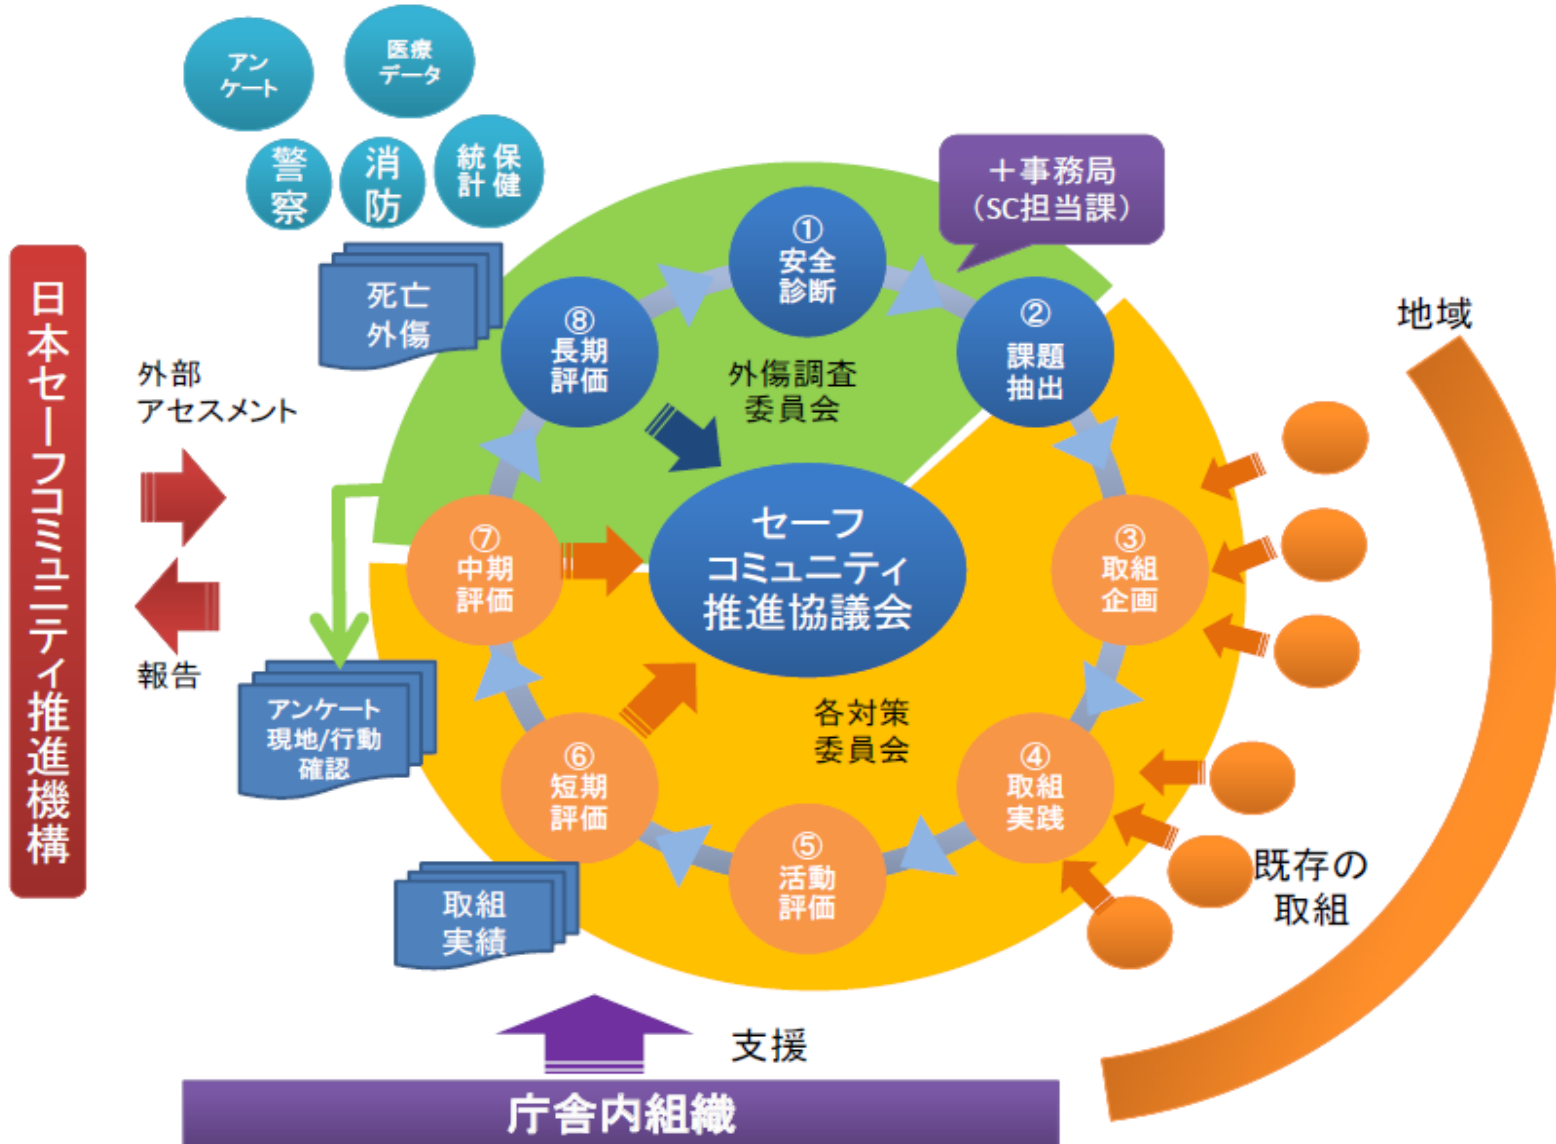 アン
ケート
医療
データ
警
察
消
防
統 保
計 健
死亡
外傷
日本セーフコミュニティ推進機構
外部
アセスメント
報告
＋事務局
（SC担当課）
①
安全
診断
②
課題
抽出
③
取組
企画
④
取組
実践
⑤
活動
評価
⑥
短期
評価
⑦
中期
評価
⑧
長期
評価
外傷調査
委員会
セーフ
コミュニティ
推進協議会
各対策
委員会
アンケート
現地/行動
確認
取組
実績
地域
既存の
取組
支援
庁舎内組織